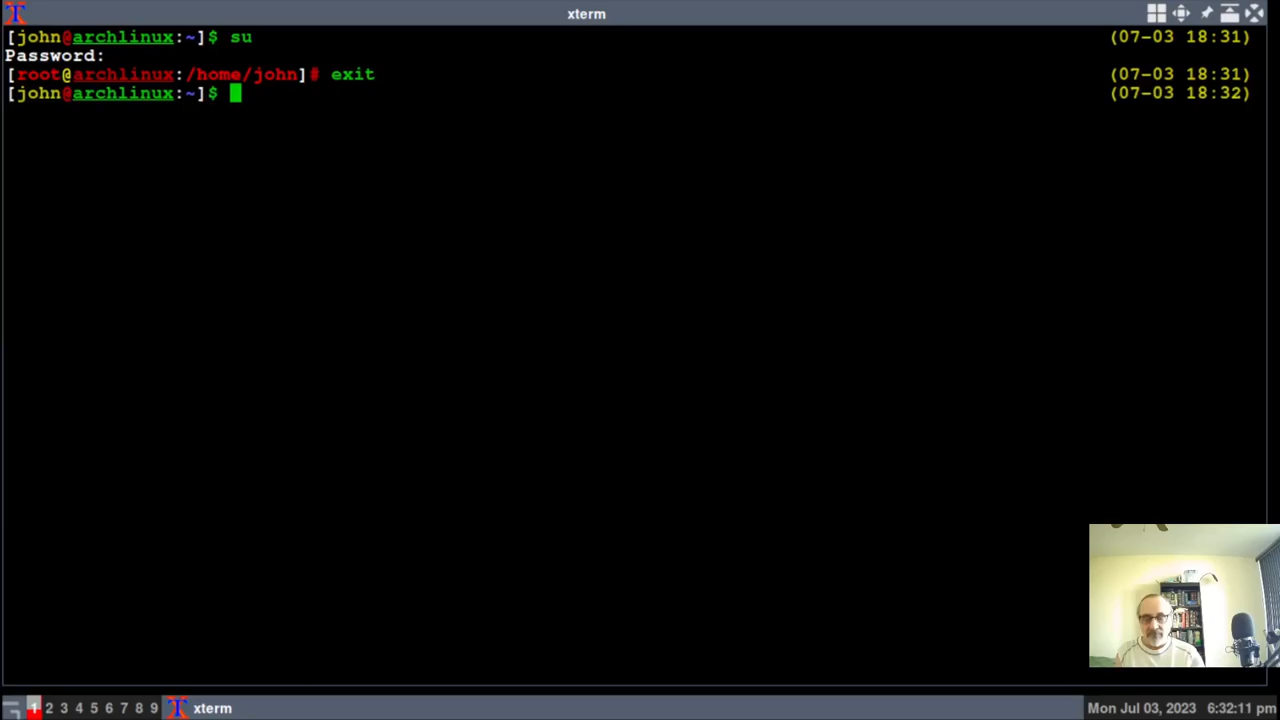 xterm
[john@archlinux:~]$ su (07-03 18:31)
Password:
[root@archlinux:/home/john]# exit (07-03 18:31)
[john@archlinux:~]$ (07-03 18:32)
1 2 3 4 5 6 7 8 9 xterm Mon Jul 03, 2023 6:32:11 pm